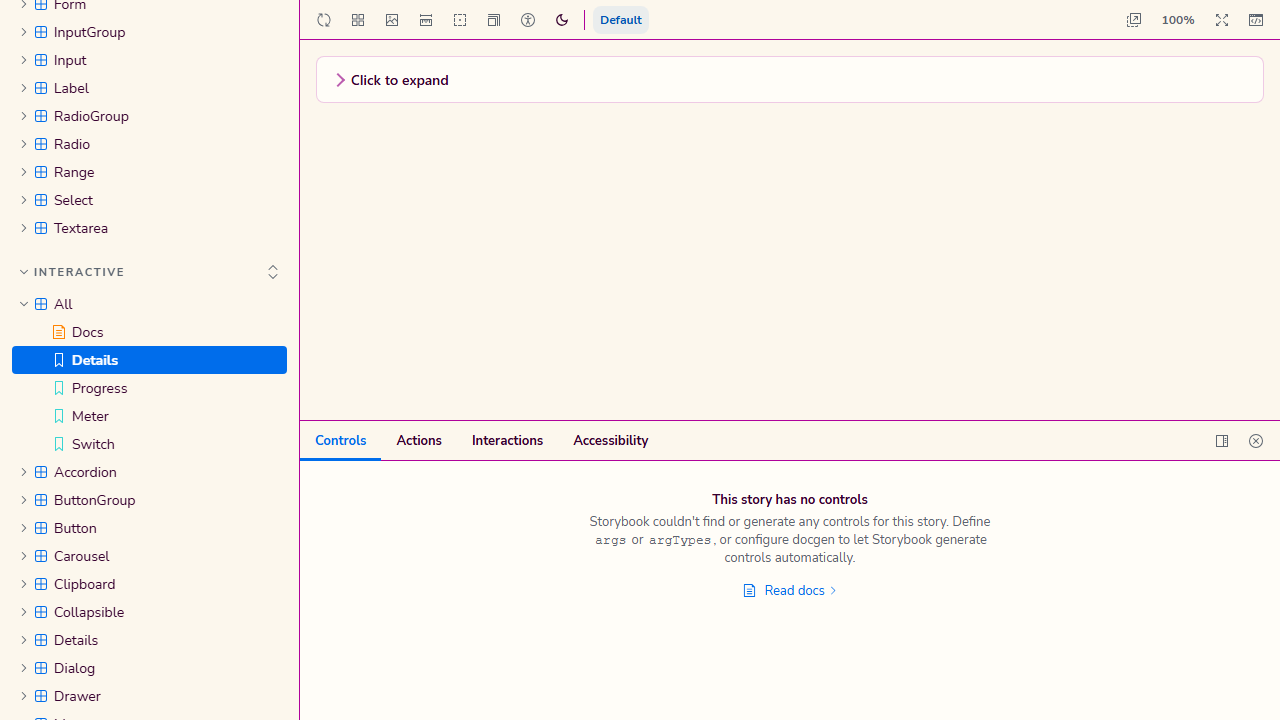 Form
InputGroup
Input
Label
RadioGroup
Radio
Range
Select
Textarea
INTERACTIVE
All
Docs
Details
Progress
Meter
Switch
Accordion
ButtonGroup
Button
Carousel
Clipboard
Collapsible
Details
Dialog
Drawer
Default
100%
Click to expand
Controls
Actions
Interactions
Accessibility
This story has no controls
Storybook couldn't find or generate any controls for this story. Define
args or argTypes, or configure docgen to let Storybook generate
controls automatically.
Read docs